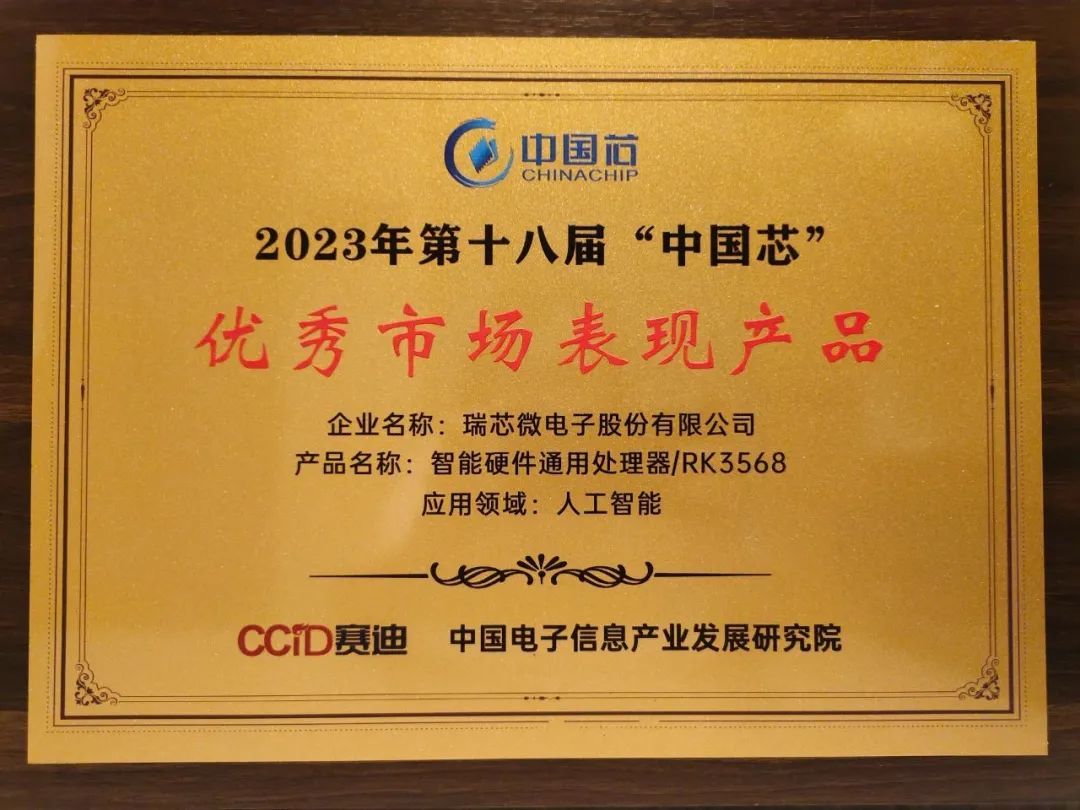 中国芯
CHINACHIP
2023年第十八届“中国芯”
优秀市场表现产品
企业名称：瑞芯微电子股份有限公司
产品名称：智能硬件通用处理器/RK3568
应用领域：人工智能
CCID赛迪 中国电子信息产业发展研究院